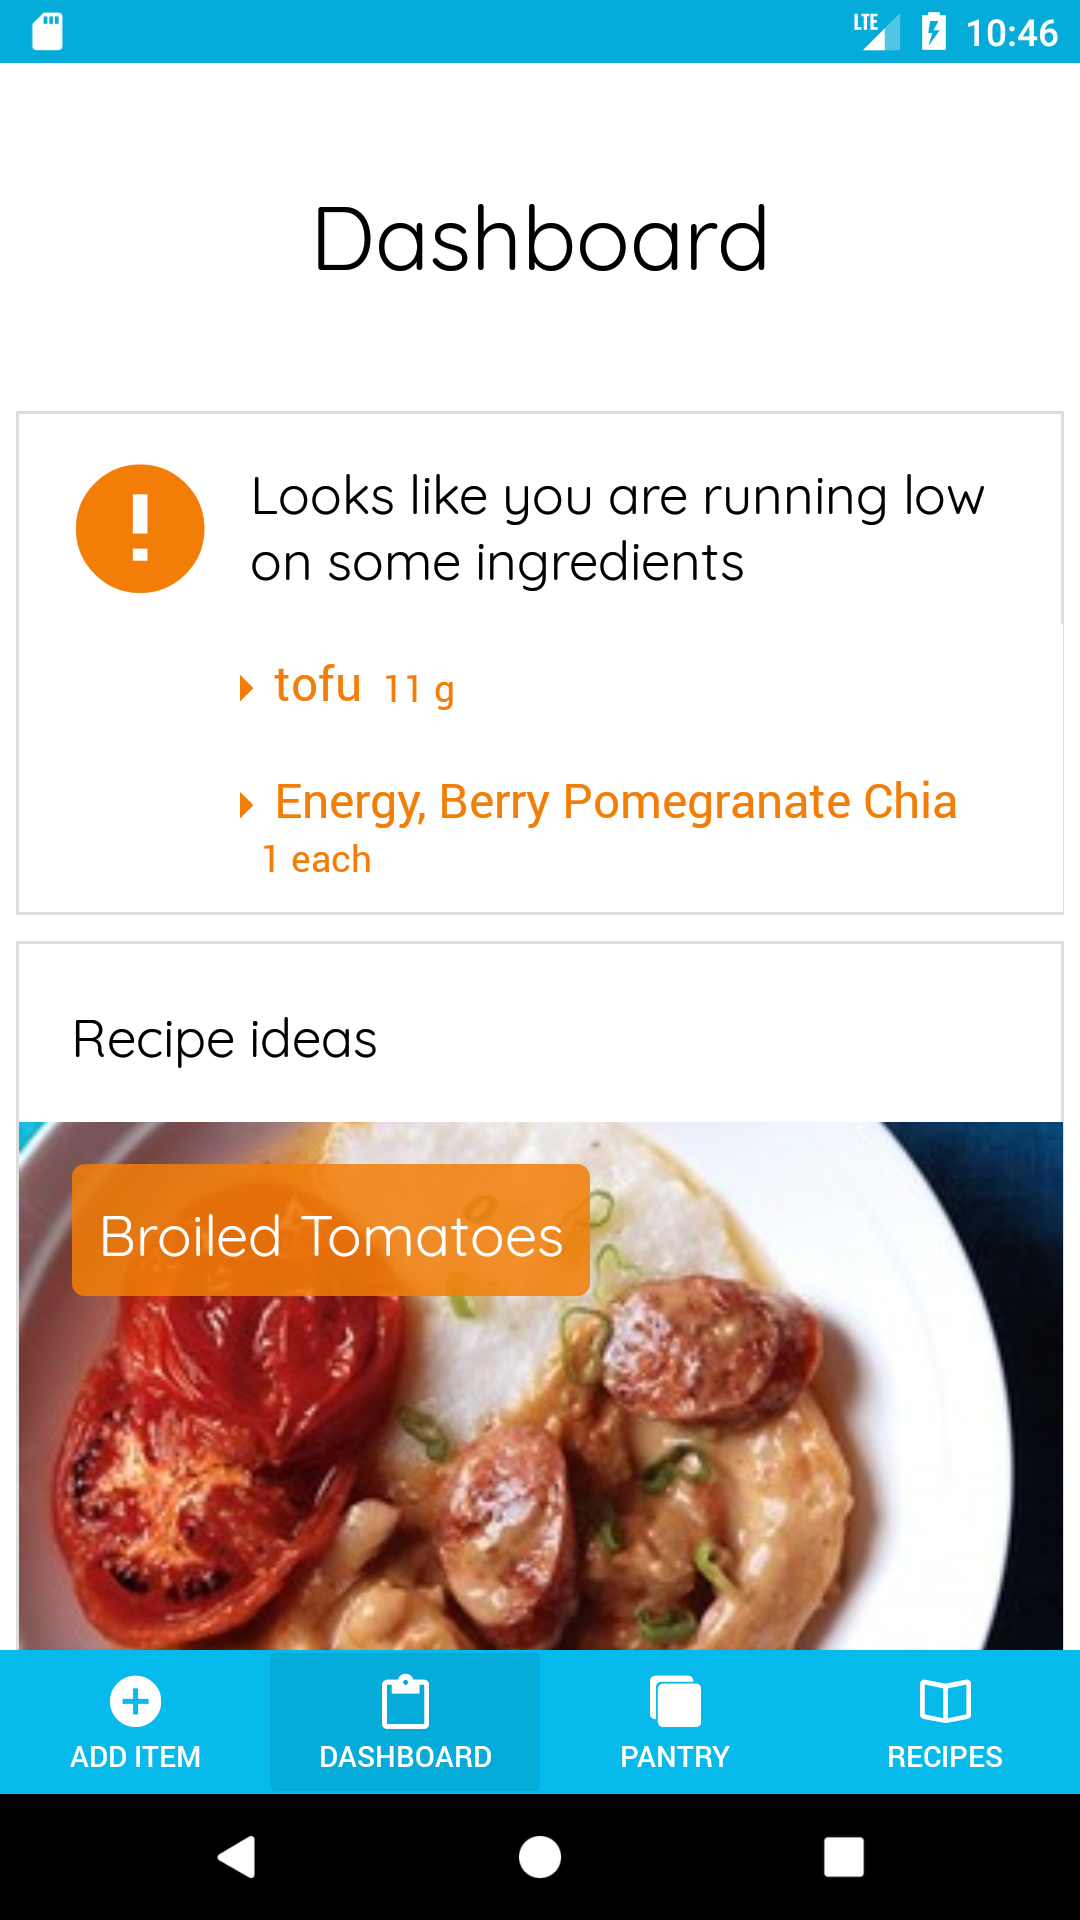 LTE 10:46
Dashboard
Looks like you are running low
on some ingredients
tofu 11 g
Energy, Berry Pomegranate Chia
1 each
Recipe ideas
Broiled Tomatoes
ADD ITEM DASHBOARD PANTRY RECIPES